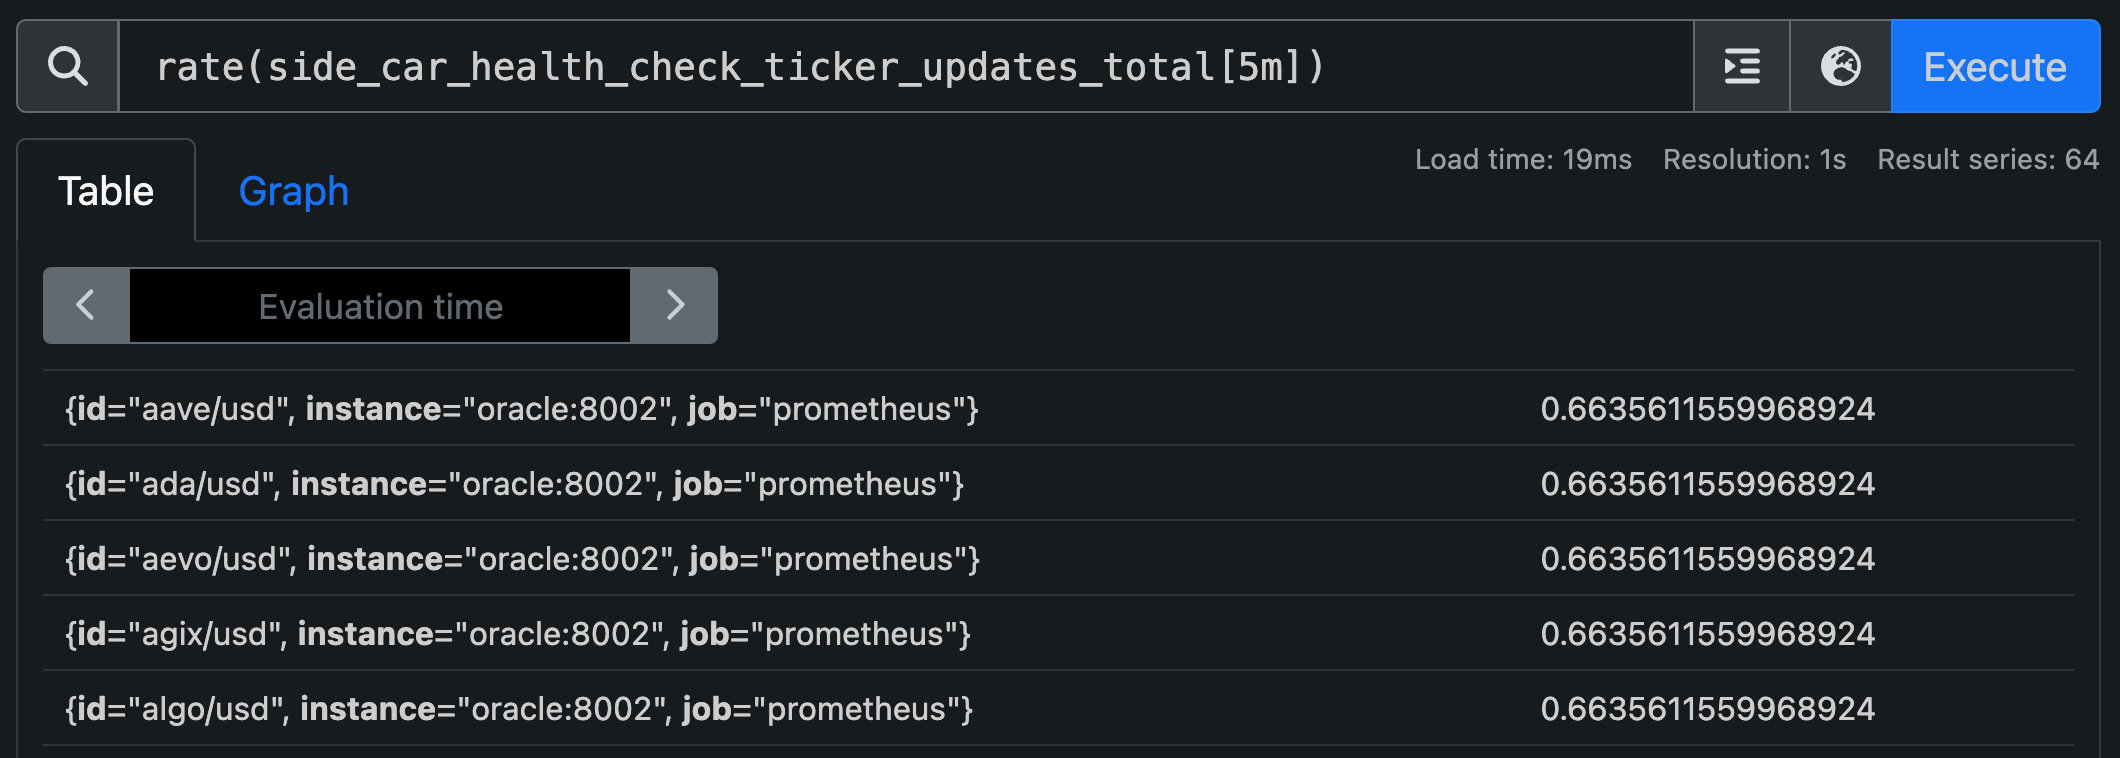 rate(side_car_health_check_ticker_updates_total[5m])
Execute
Load time: 19ms Resolution: 1s Result series: 64
Table Graph
Evaluation time
{id="aave/usd", instance="oracle:8002", job="prometheus"} 0.6635611559968924
{id="ada/usd", instance="oracle:8002", job="prometheus"} 0.6635611559968924
{id="aevo/usd", instance="oracle:8002", job="prometheus"} 0.6635611559968924
{id="agix/usd", instance="oracle:8002", job="prometheus"} 0.6635611559968924
{id="algo/usd", instance="oracle:8002", job="prometheus"} 0.6635611559968924